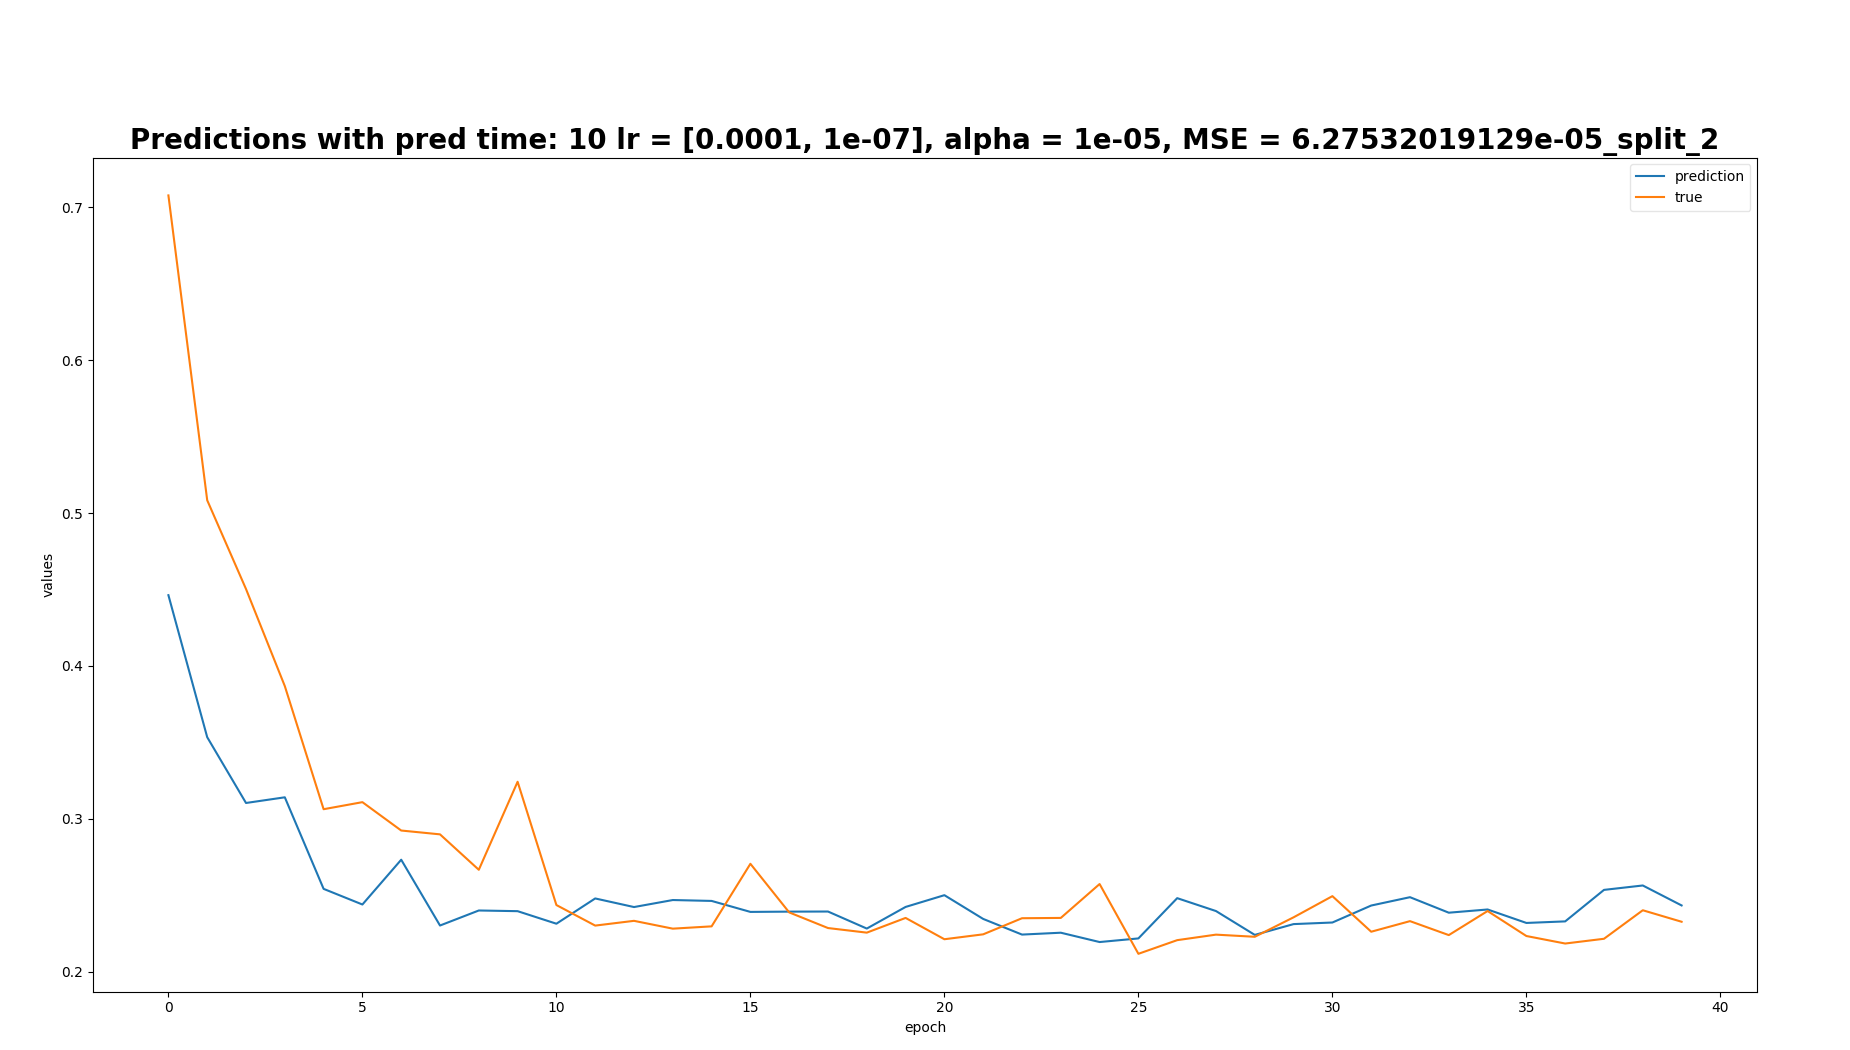 Predictions with pred time: 10 lr = [0.0001, 1e-07], alpha = 1e-05, MSE = 6.27532019129e-05_split_2
prediction
true
0.7
0.6
0.5
0.4
0.3
0.2
values
0 5 10 15 20 25 30 35 40
epoch